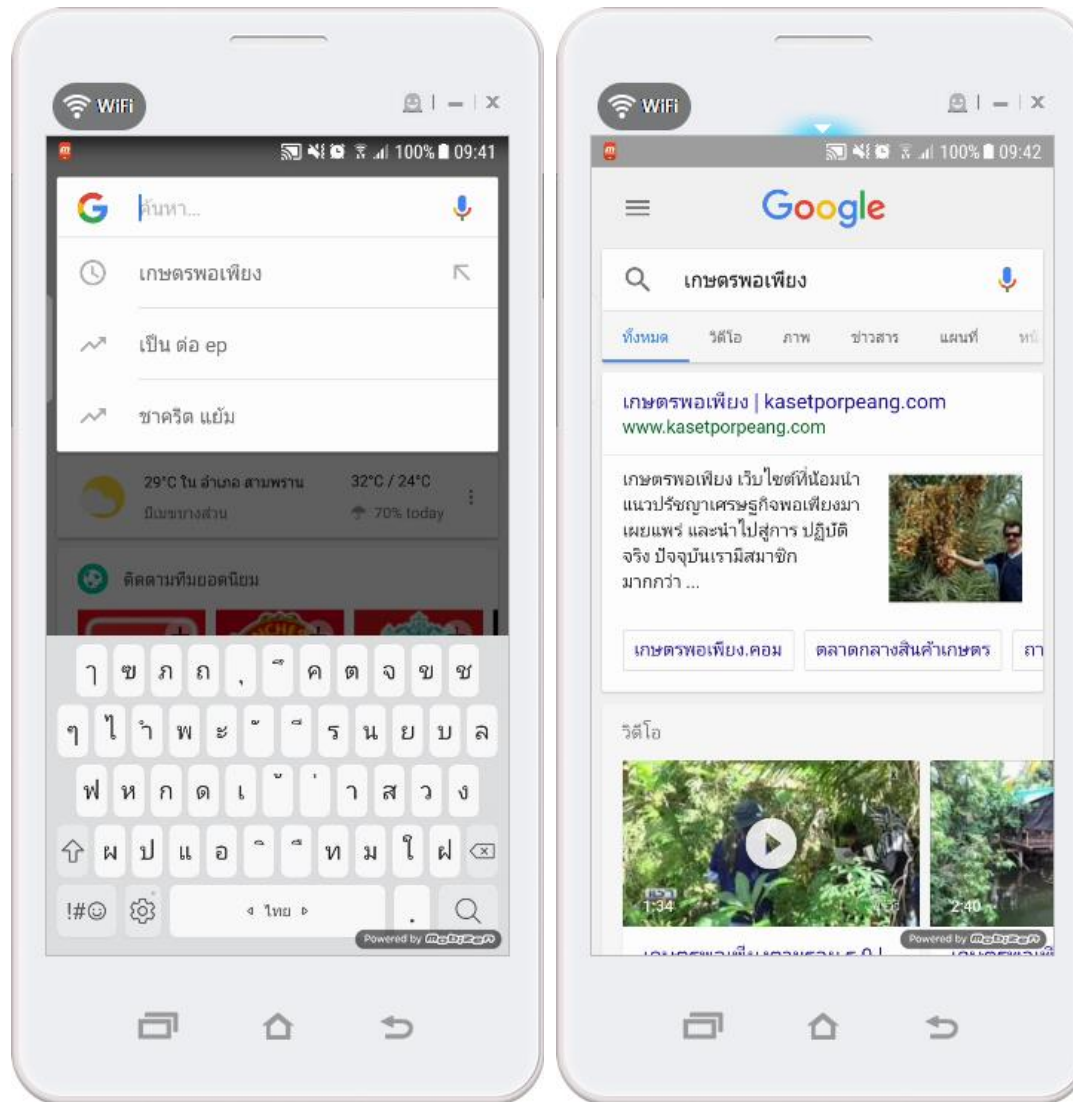 WiFi
100% 09:41
ค้นหา...
เกษตรพอเพียง
เป็น ต่อ ep
ชาคริต แย้ม
29°C ใน อำเภอ สามพราน 32°C / 24°C
มีเมฆบางส่วน 70% today
ติดตามทีมยอดนิยม
ๅ ฃ ภ ถ ุ ึ ค ต จ ข ช
ๆ ไ ำ พ ะ ั ี ร น ย บ ล
ฟ ห ก ด เ ้ ่ า ส ว ง
ผ ป แ อ ิ ื ท ม ใ ฝ
!#☺ ไทย .
Powered by mobizen
WiFi
100% 09:42
Google
เกษตรพอเพียง
ทั้งหมด วิดีโอ ภาพ ข่าวสาร แผนที่
เกษตรพอเพียง | kasetporpeang.com
www.kasetporpeang.com
เกษตรพอเพียง เว็บไซต์ที่น้อมนำ
แนวปรัชญาเศรษฐกิจพอเพียงมา
เผยแพร่ และนำไปสู่การ ปฏิบัติ
จริง ปัจจุบันเรามีสมาชิก
มากกว่า ...
เกษตรพอเพียง.คอม ตลาดกลางสินค้าเกษตร
วิดีโอ
1:34 2:40
Powered by mobizen